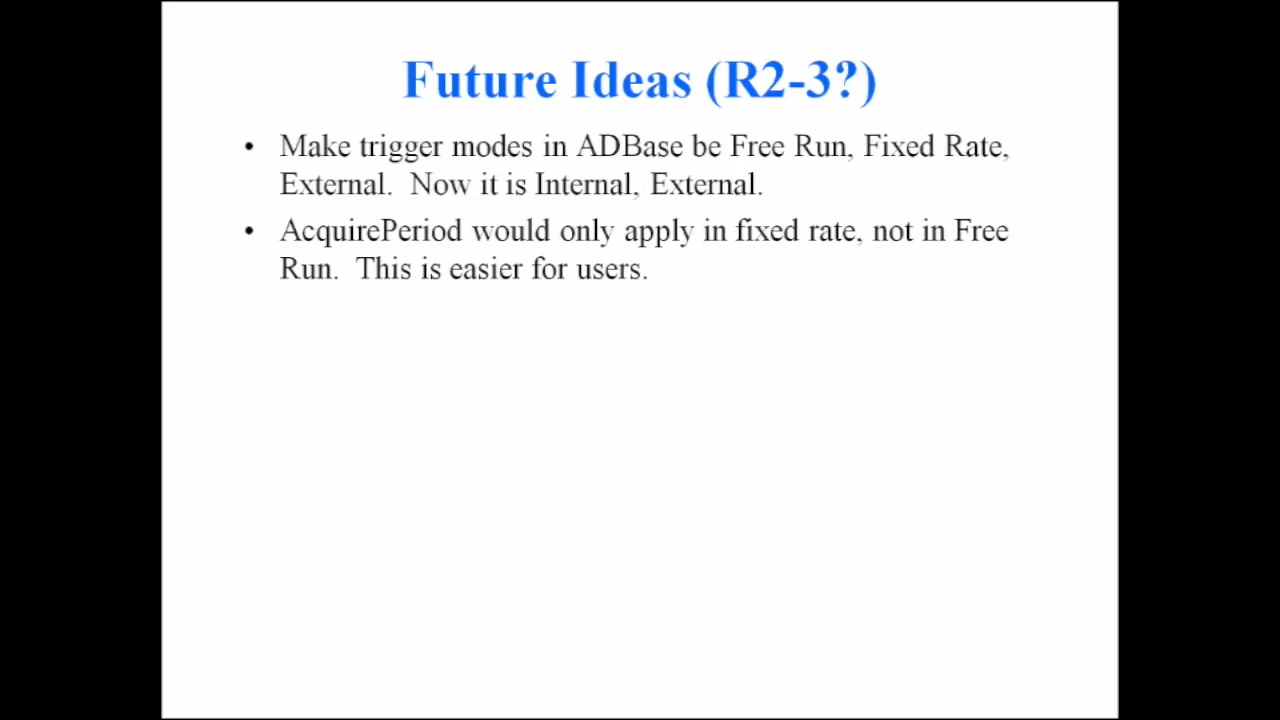 Future Ideas (R2-3?)
• Make trigger modes in ADBase be Free Run, Fixed Rate,
External.  Now it is Internal, External.
• AcquirePeriod would only apply in fixed rate, not in Free
Run.  This is easier for users.